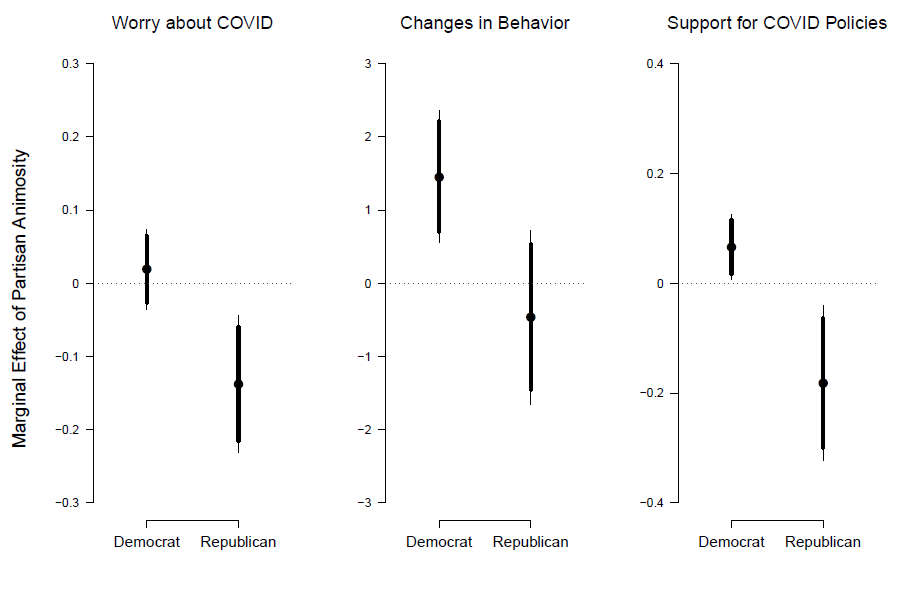 Worry about COVID
Changes in Behavior
Support for COVID Policies
Marginal Effect of Partisan Animosity
0.3
0.2
0.1
0
−0.1
−0.2
−0.3
Democrat Republican
3
2
1
0
−1
−2
−3
Democrat Republican
0.4
0.2
0
−0.2
−0.4
Democrat Republican